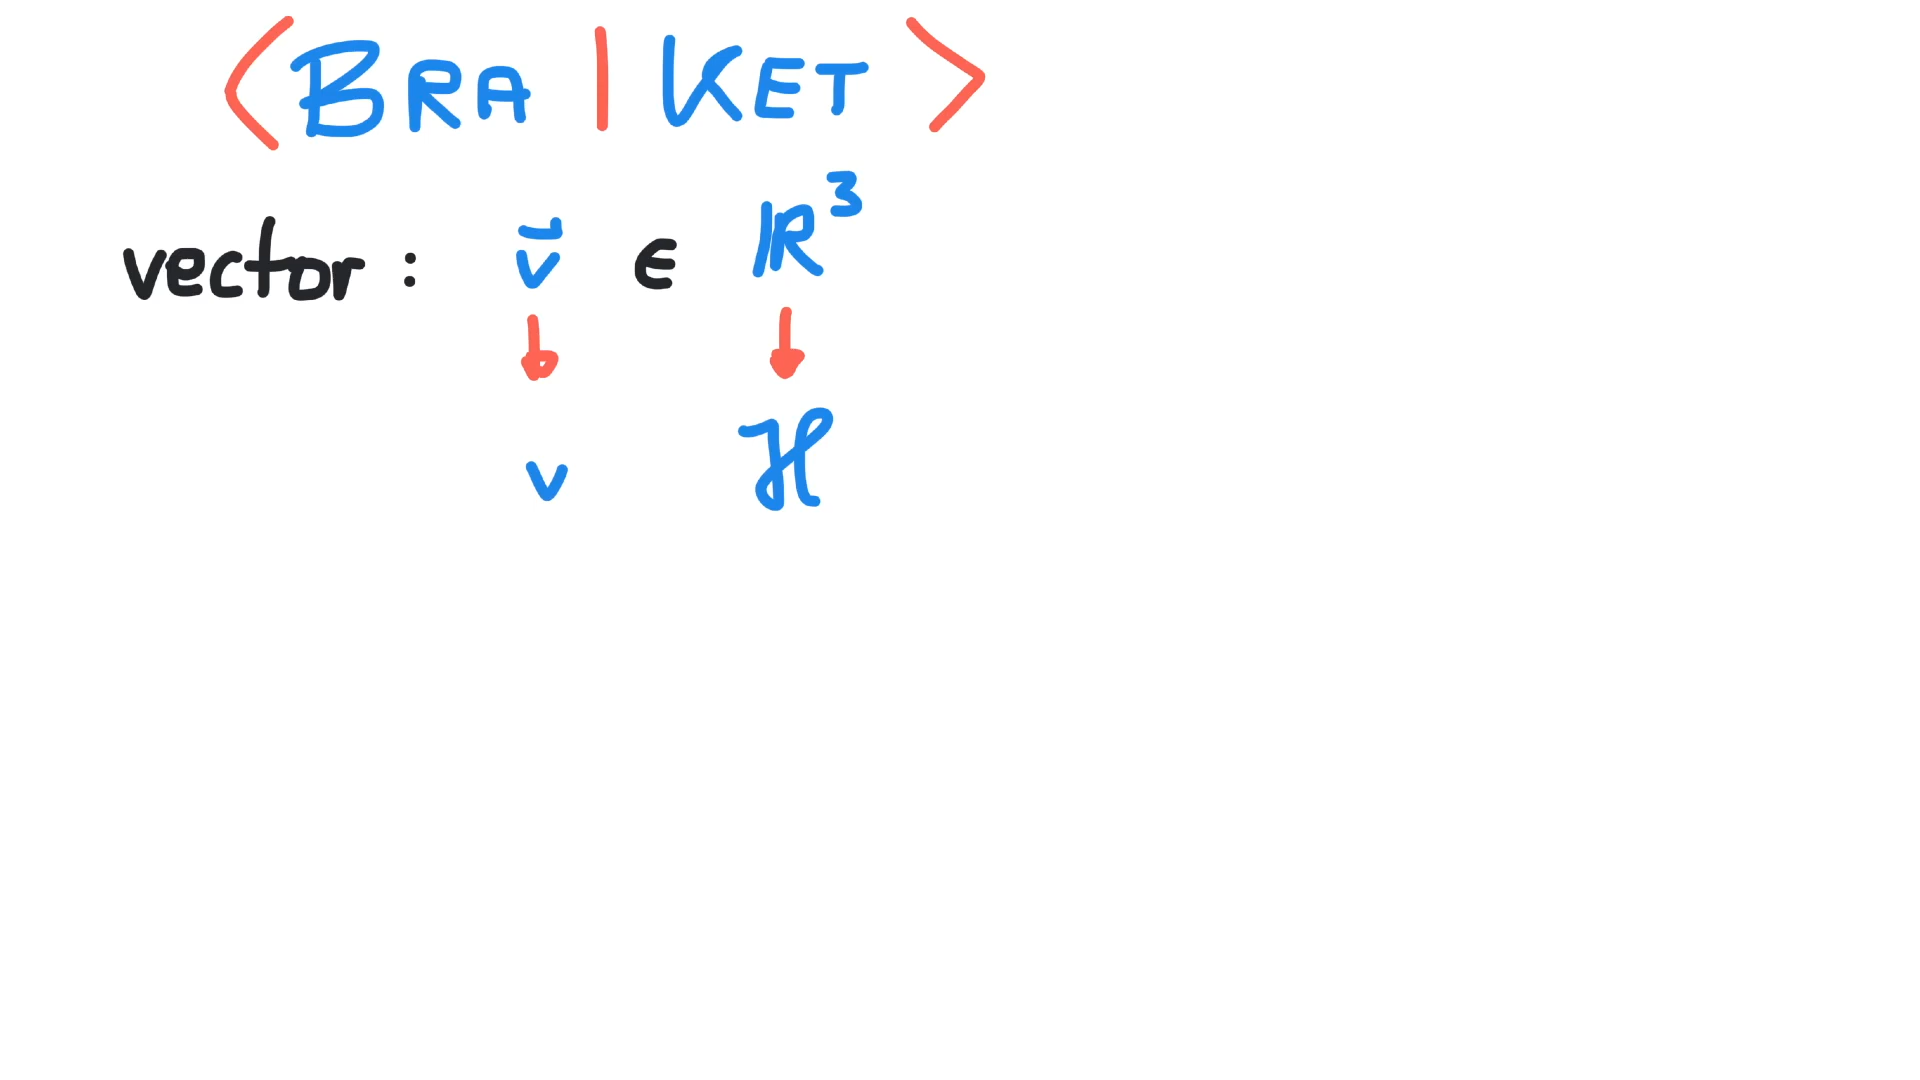 ⟨BRA|KET⟩
vector : v⃗ ∈ ℝ³
↓ ↓
v ℋ